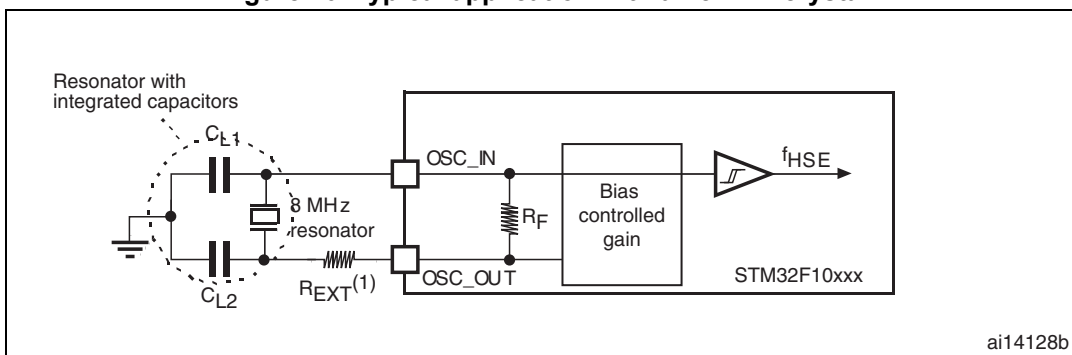 Resonator with
integrated capacitors
CL1
OSC_IN
fHSE
8 MHz
resonator
RF
Bias
controlled
gain
REXT(1)
OSC_OUT
STM32F10xxx
CL2
ai14128b